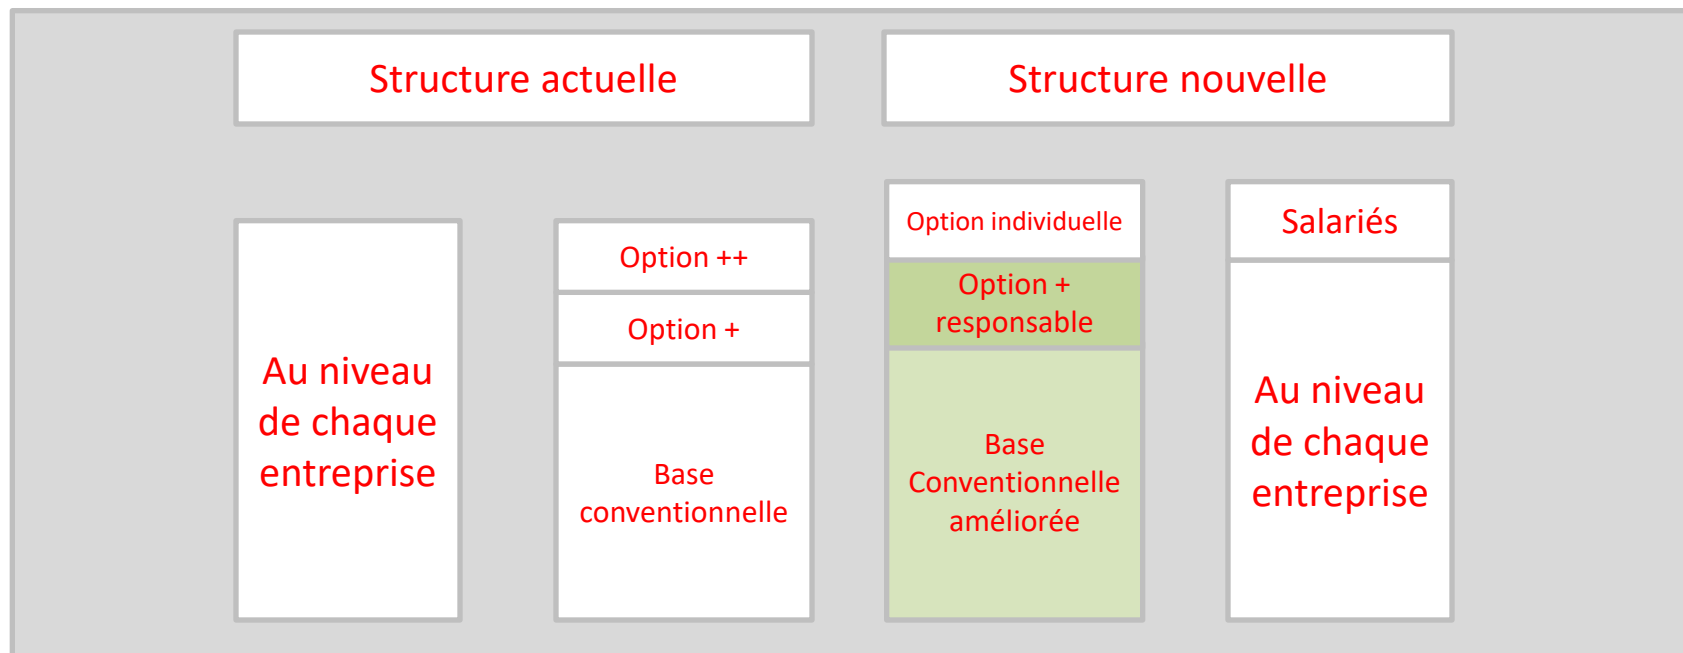 Structure actuelle
Structure nouvelle
Au niveau
de chaque
entreprise
Option ++
Option +
Base
conventionnelle
Option individuelle
Option +
responsable
Base
Conventionnelle
améliorée
Salariés
Au niveau
de chaque
entreprise